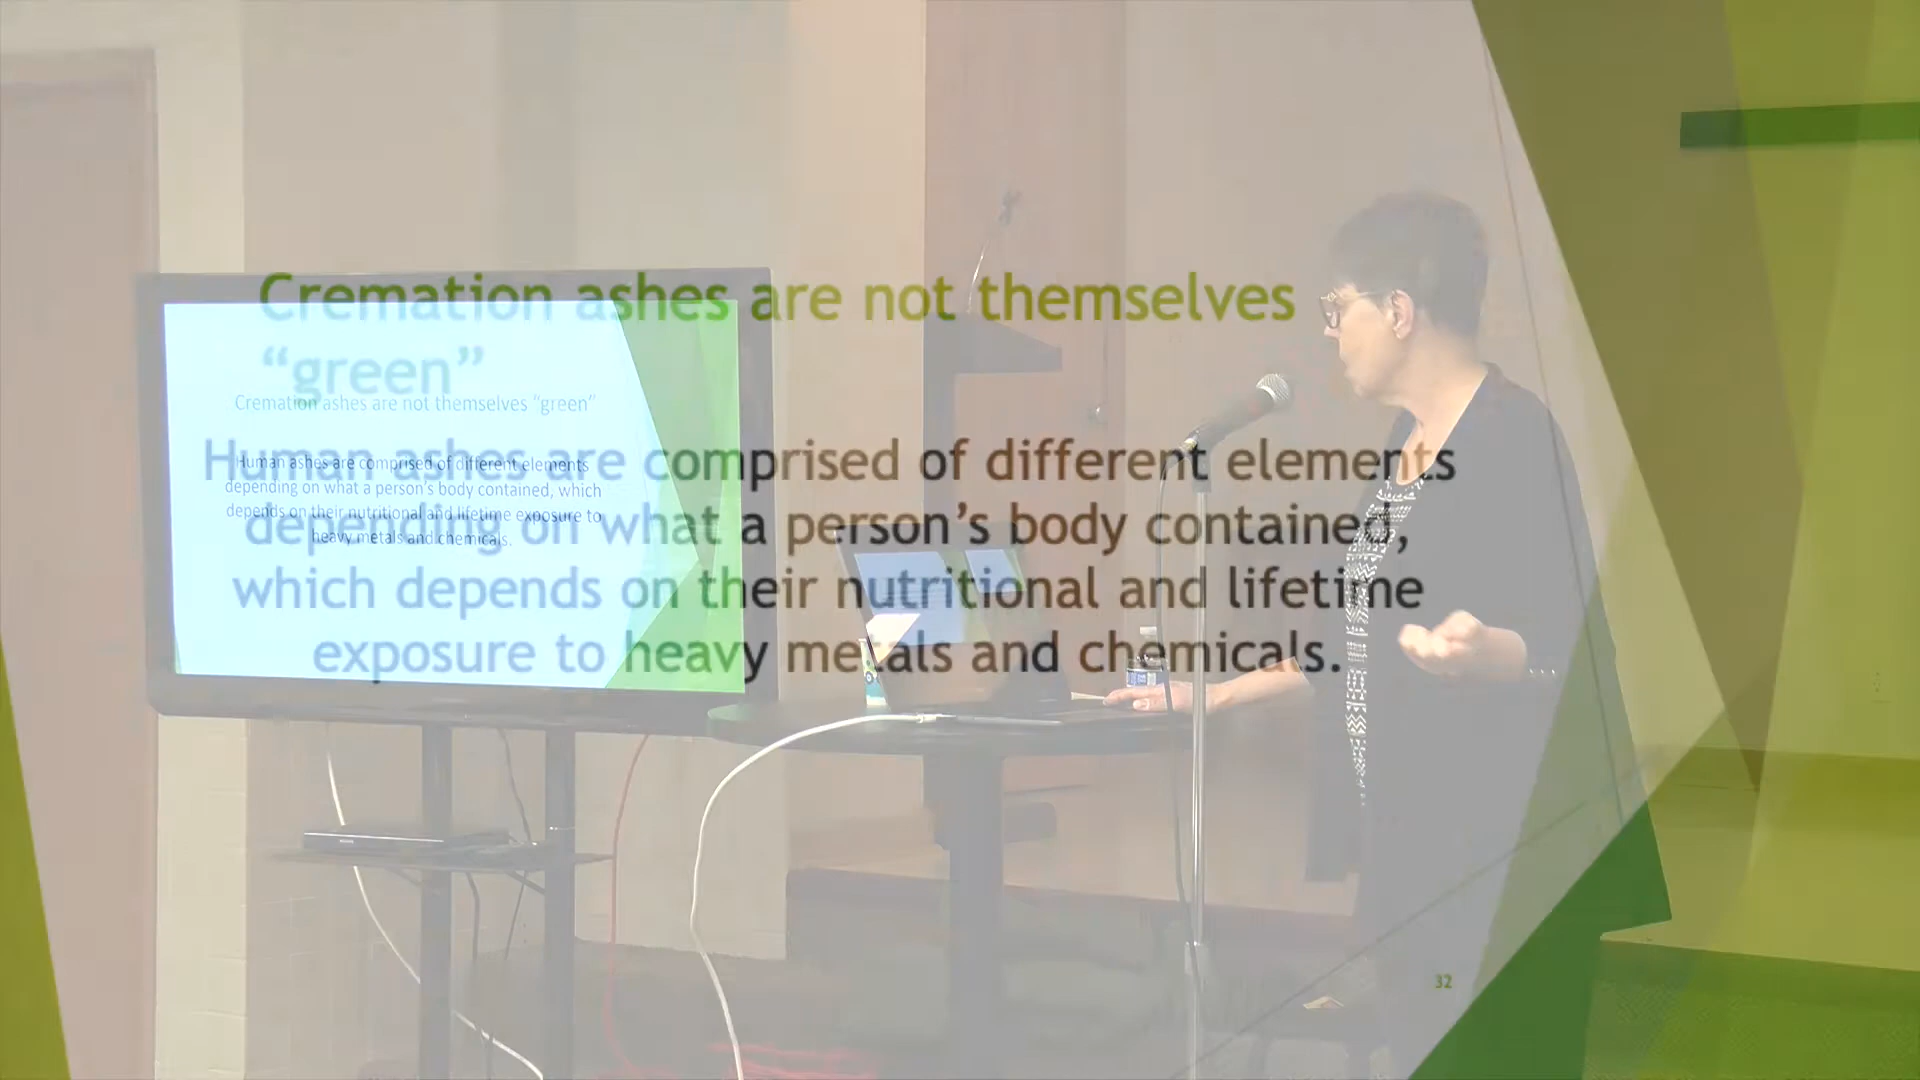 Cremation ashes are not themselves
“green”
Human ashes are comprised of different elements
depending on what a person’s body contained,
which depends on their nutritional and lifetime
exposure to heavy metals and chemicals.
32
Cremation ashes are not themselves “green”
Human ashes are comprised of different elements
depending on what a person’s body contained, which
depends on their nutritional and lifetime exposure to
heavy metals and chemicals.